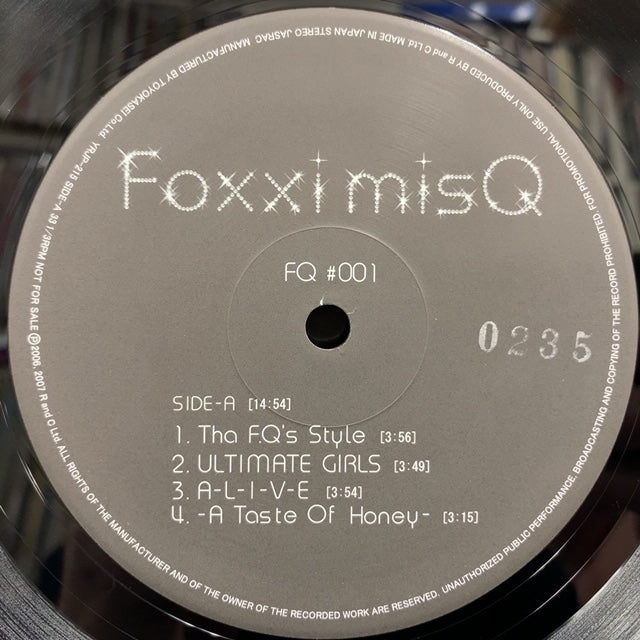 Foxxi misQ
FQ #001
0235
SIDE-A [14:54]
1. Tha F.Q's Style [3:56]
2. ULTIMATE GIRLS [3:49]
3. A-L-I-V-E [3:54]
4. -A Taste Of Honey- [3:15]
MANUFACTURED BY TOYOKASEI Co.Ltd. YRJP-215 SIDE-A 33 1/3RPM NOT FOR SALE ℗2006, 2007 R and C Ltd. ALL RIGHTS OF THE MANUFACTURER AND OF THE OWNER OF THE RECORDED WORK ARE RESERVED. UNAUTHORIZED PUBLIC PERFORMANCE. BROADCASTING AND COPYING OF THE RECORD PROHIBITED FOR PROMOTIONAL USE ONLY PRODUCED BY R and C Ltd MADE IN JAPAN STEREO JASRAC